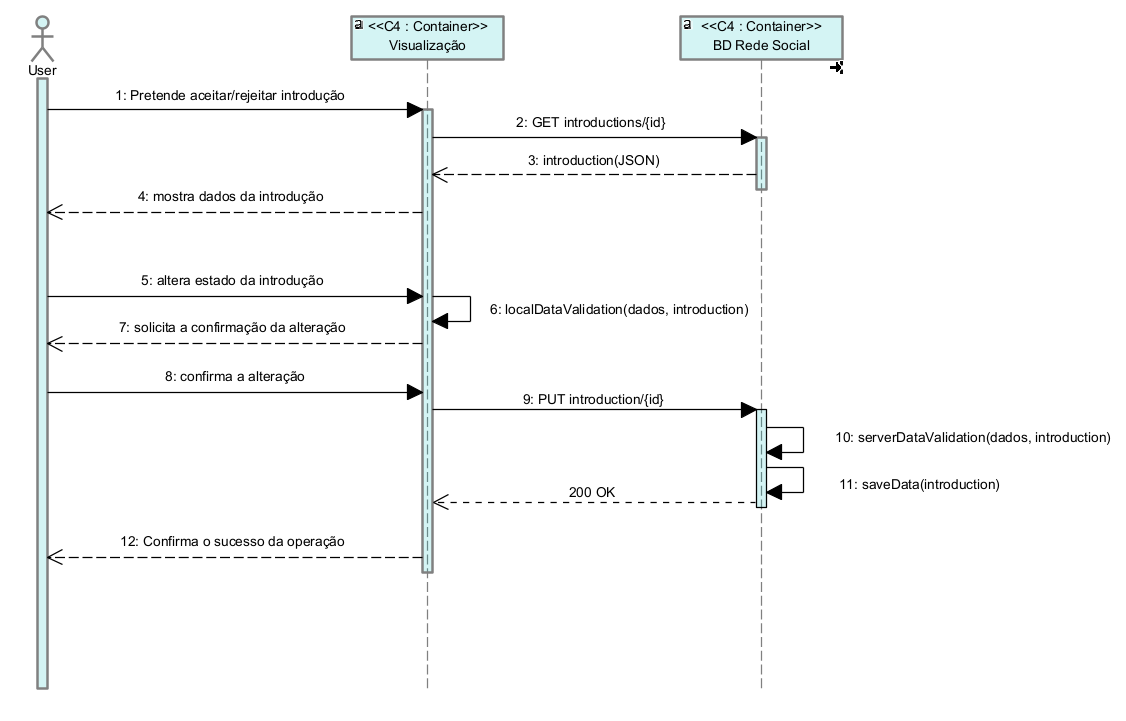 a <<C4 : Container>>
Visualização
a <<C4 : Container>>
BD Rede Social
User
1: Pretende aceitar/rejeitar introdução
2: GET introductions/{id}
3: introduction(JSON)
4: mostra dados da introdução
5: altera estado da introdução
6: localDataValidation(dados, introduction)
7: solicita a confirmação da alteração
8: confirma a alteração
9: PUT introduction/{id}
10: serverDataValidation(dados, introduction)
11: saveData(introduction)
200 OK
12: Confirma o sucesso da operação